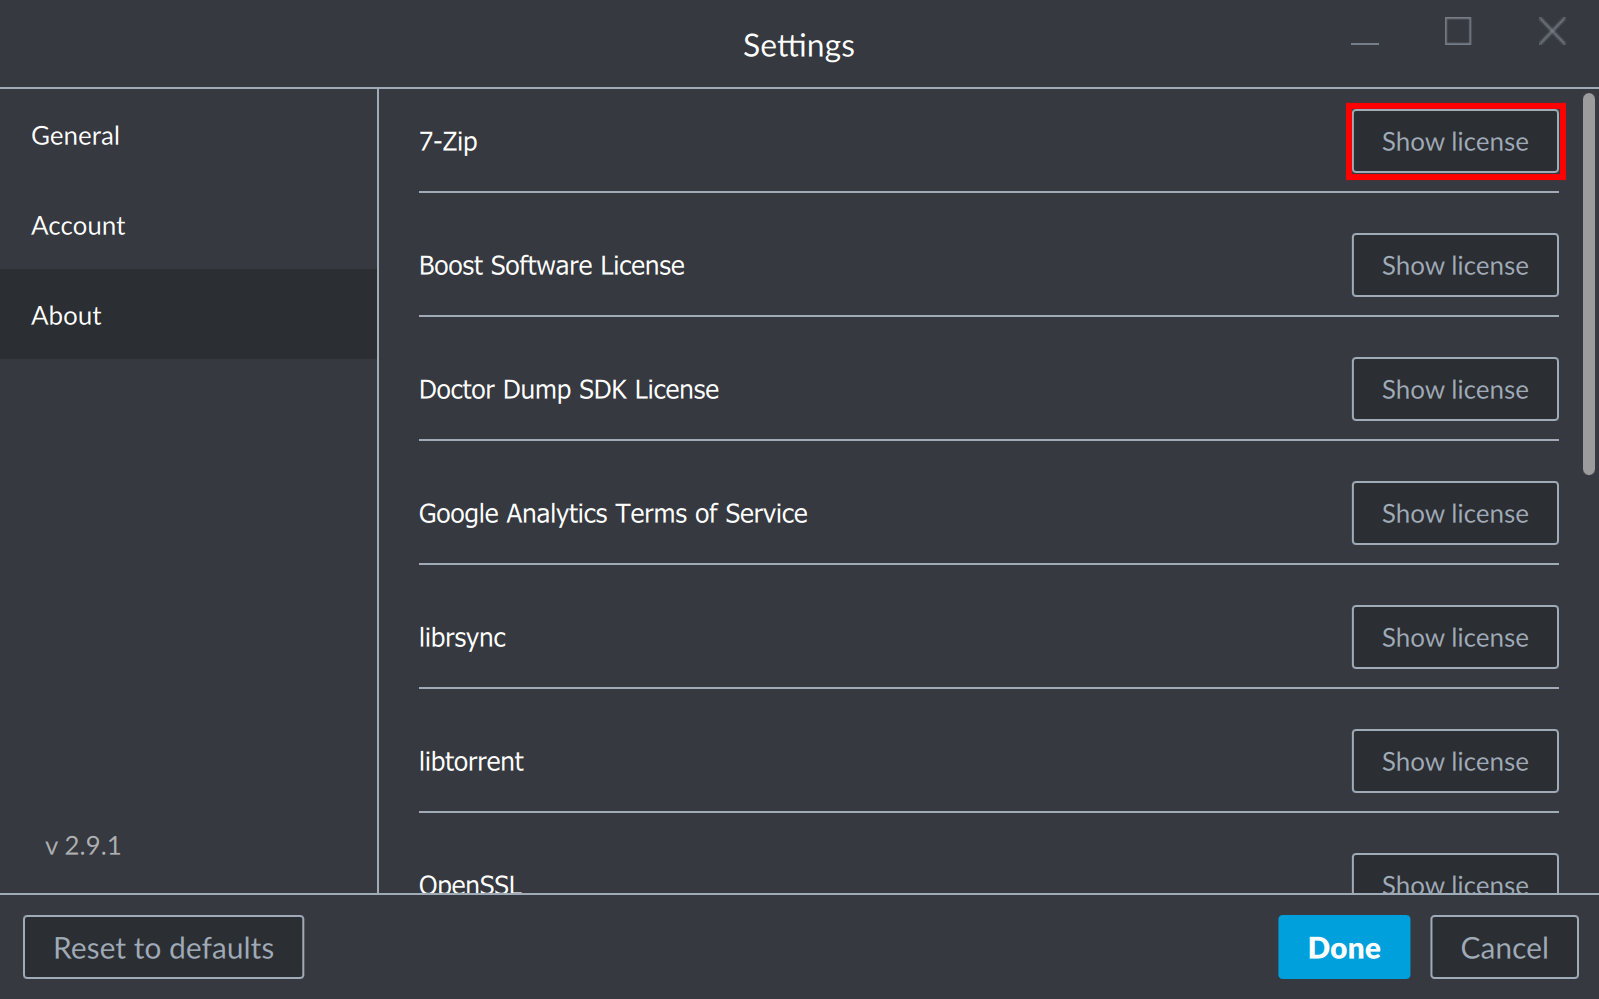 Settings
General
Account
About
v 2.9.1
7-Zip Show license
Boost Software License Show license
Doctor Dump SDK License Show license
Google Analytics Terms of Service Show license
librsync Show license
libtorrent Show license
OpenSSL Show license
Reset to defaults
Done Cancel